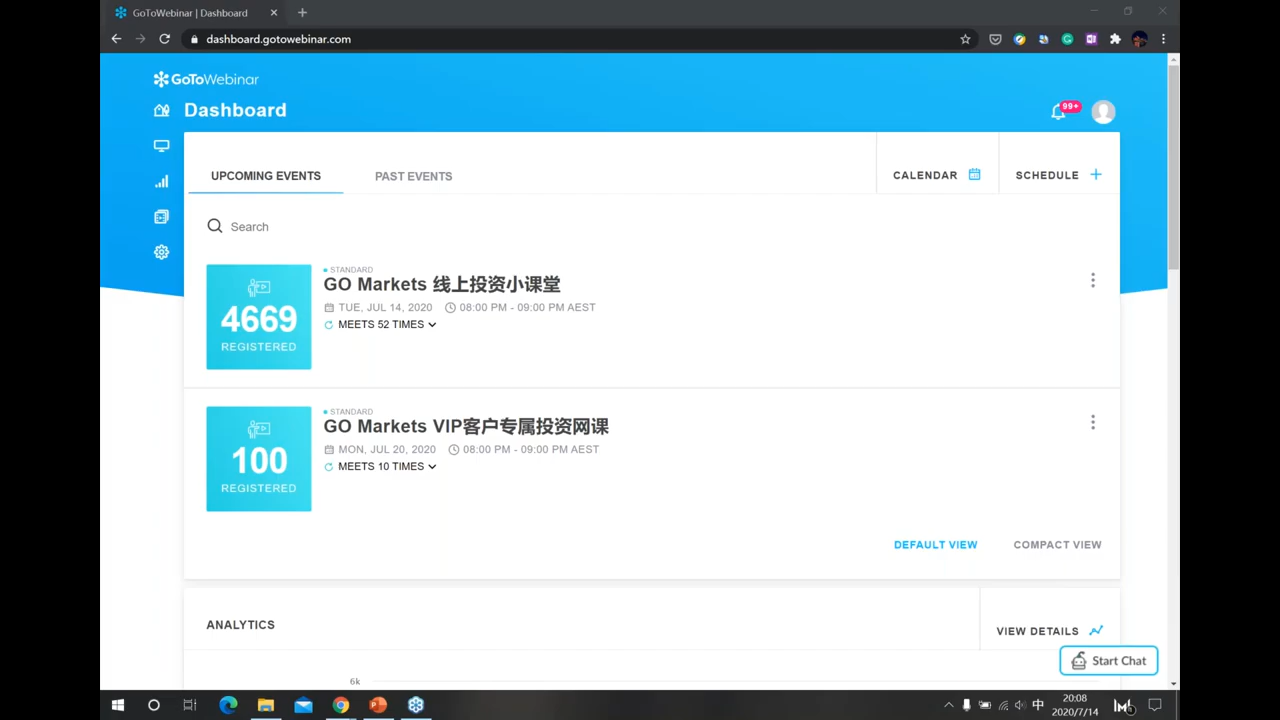 GoToWebinar | Dashboard
dashboard.gotowebinar.com
GoToWebinar
Dashboard
99+
UPCOMING EVENTS
PAST EVENTS
CALENDAR
SCHEDULE
Search
STANDARD
GO Markets 线上投资小课堂
TUE, JUL 14, 2020 08:00 PM - 09:00 PM AEST
MEETS 52 TIMES
4669
REGISTERED
STANDARD
GO Markets VIP客户专属投资网课
MON, JUL 20, 2020 08:00 PM - 09:00 PM AEST
MEETS 10 TIMES
100
REGISTERED
DEFAULT VIEW
COMPACT VIEW
ANALYTICS
VIEW DETAILS
Start Chat
6k
中
20:08
2020/7/14